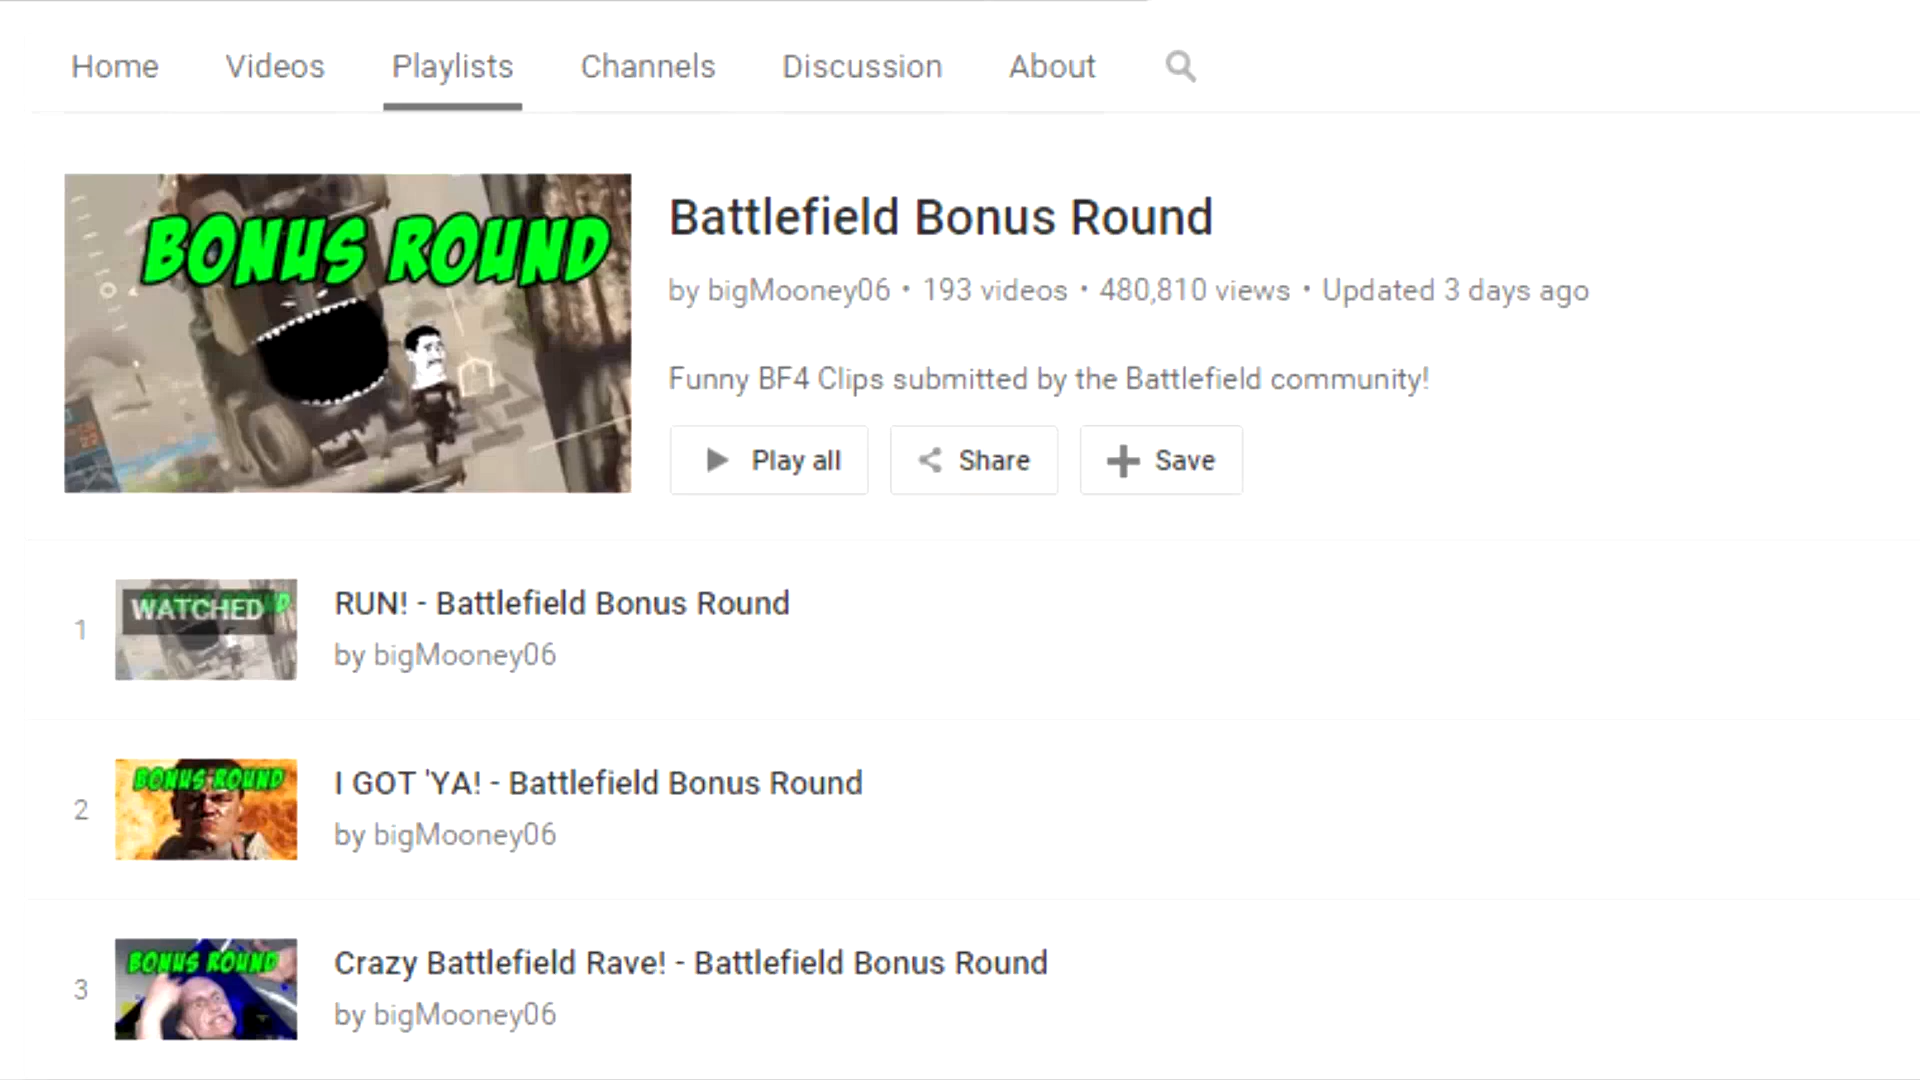 Home Videos Playlists Channels Discussion About
BONUS ROUND
Battlefield Bonus Round
by bigMooney06 • 193 videos • 480,810 views • Updated 3 days ago
Funny BF4 Clips submitted by the Battlefield community!
Play all Share Save
1
WATCHED
RUN! - Battlefield Bonus Round
by bigMooney06
2
BONUS ROUND
I GOT 'YA! - Battlefield Bonus Round
by bigMooney06
3
BONUS ROUND
Crazy Battlefield Rave! - Battlefield Bonus Round
by bigMooney06